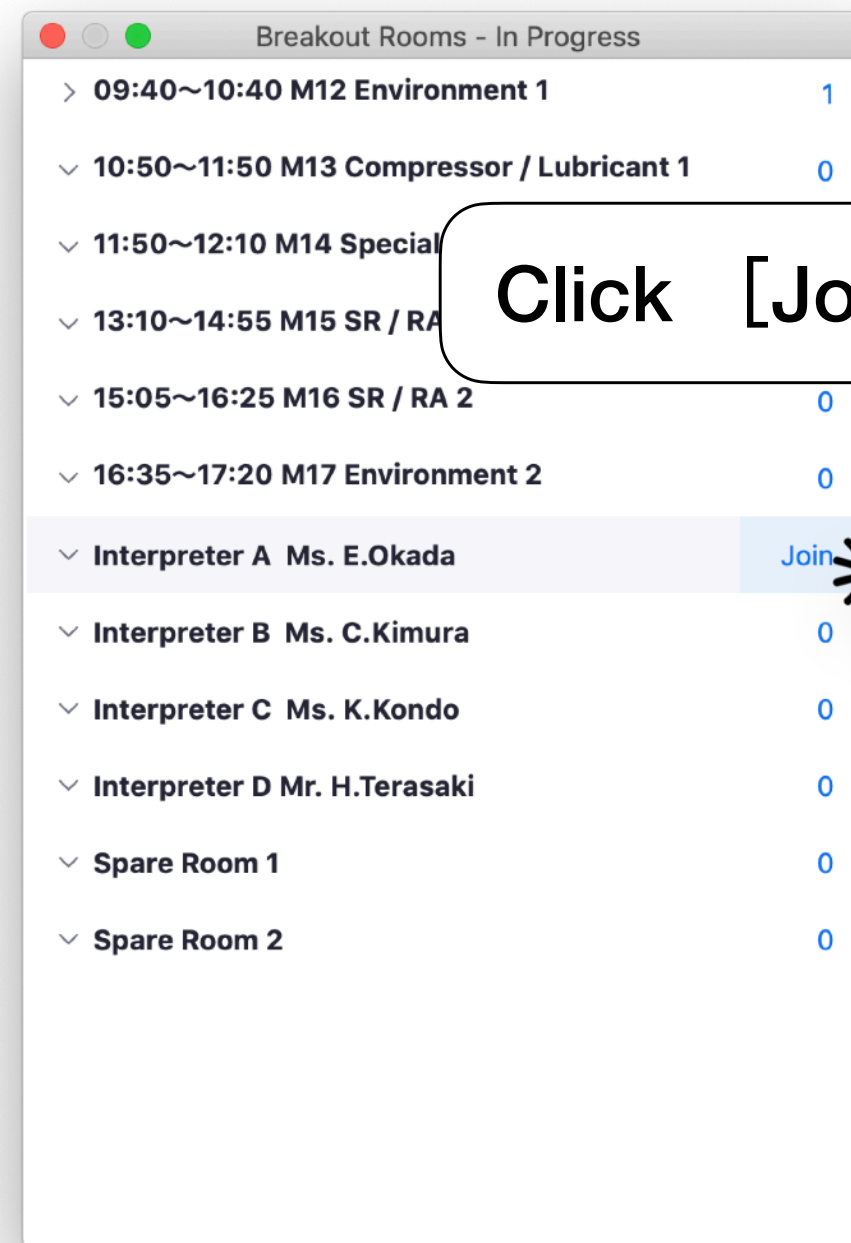 Breakout Rooms - In Progress
09:40～10:40 M12 Environment 1 1
10:50～11:50 M13 Compressor / Lubricant 1 0
11:50～12:10 M14 Special
Click ［Jo
13:10～14:55 M15 SR / RA
15:05～16:25 M16 SR / RA 2 0
16:35～17:20 M17 Environment 2 0
Interpreter A Ms. E.Okada Join
Interpreter B Ms. C.Kimura 0
Interpreter C Ms. K.Kondo 0
Interpreter D Mr. H.Terasaki 0
Spare Room 1 0
Spare Room 2 0